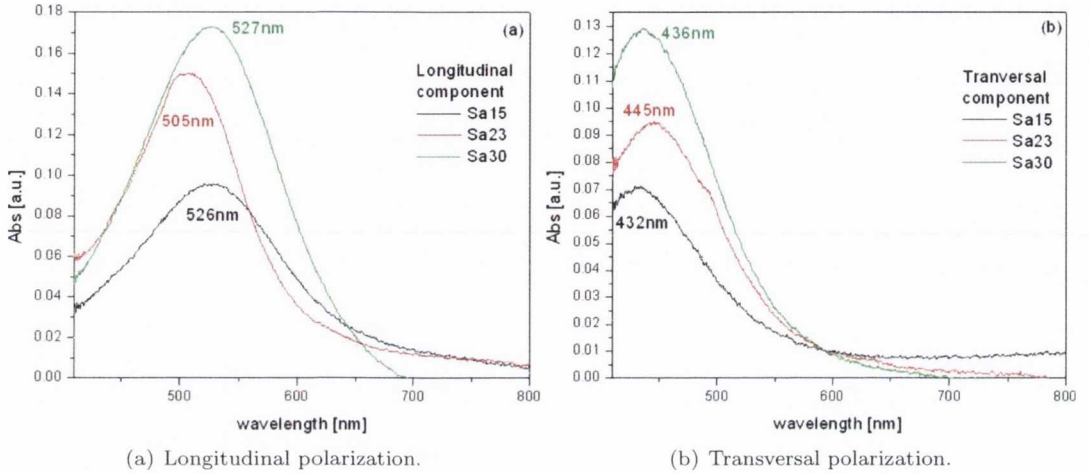 0.18
0.16
0.14
0.12
0.10
0.08
0.06
0.04
0.02
0.00
Abs [a.u.]
500
600
700
800
wavelength [nm]
(a)
527nm
505nm
526nm
Longitudinal
component
Sa15
Sa23
Sa30
(a) Longitudinal polarization.
0.13
0.12
0.11
0.10
0.09
0.08
0.07
0.06
0.05
0.04
0.03
0.02
0.01
0.00
Abs [a.u.]
500
600
700
800
wavelength [nm]
(b)
436nm
445nm
432nm
Tranversal
component
Sa15
Sa23
Sa30
(b) Transversal polarization.